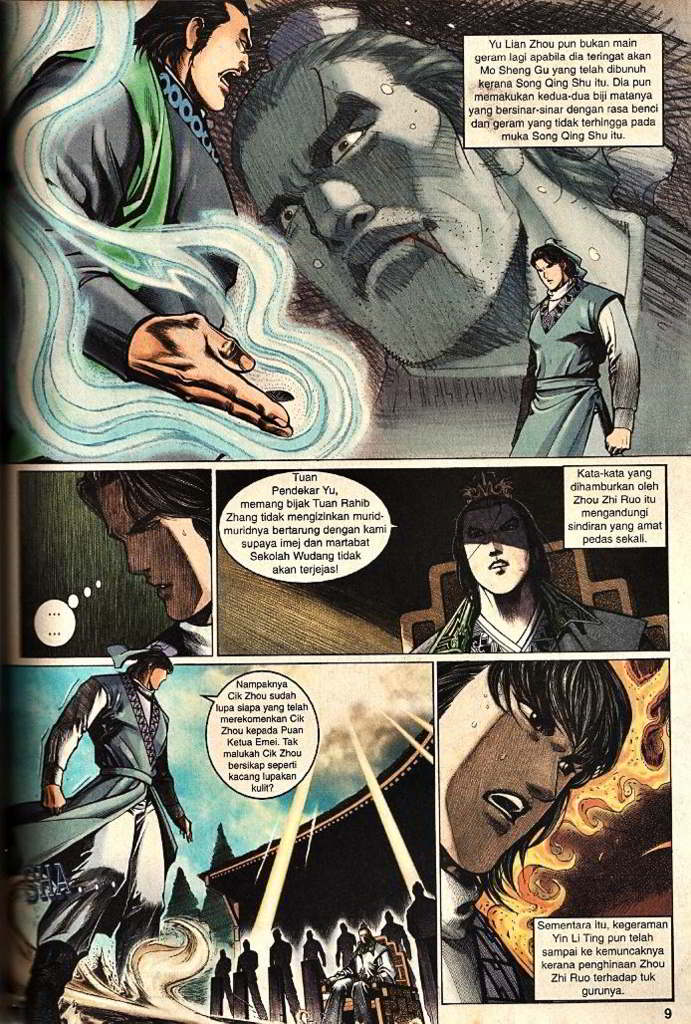 Yu Lian Zhou pun bukan main
geram lagi apabila dia teringat akan
Mo Sheng Gu yang telah dibunuh
kerana Song Qing Shu itu. Dia pun
memakukan kedua-dua biji matanya
yang bersinar-sinar dengan rasa benci
dan geram yang tidak terhingga pada
muka Song Qing Shu itu.
...
...
Tuan
Pendekar Yu,
memang bijak Tuan Rahib
Zhang tidak mengizinkan murid-
muridnya bertarung dengan kami
supaya imej dan martabat
Sekolah Wudang tidak
akan terjejas!
Kata-kata yang
dihamburkan oleh
Zhou Zhi Ruo itu
mengandungi
sindiran yang amat
pedas sekali.
Nampaknya
Cik Zhou sudah
lupa siapa yang telah
merekomenkan Cik
Zhou kepada Puan
Ketua Emei. Tak
malukah Cik Zhou
bersikap seperti
kacang lupakan
kulit?
Sementara itu, kegeraman
Yin Li Ting pun telah
sampai ke kemuncaknya
kerana penghinaan Zhou
Zhi Ruo terhadap tuk
gurunya.
9